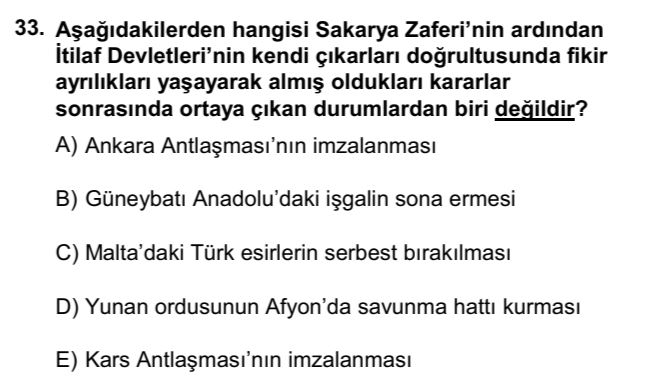 33. Aşağıdakilerden hangisi Sakarya Zaferi’nin ardından
İtilaf Devletleri’nin kendi çıkarları doğrultusunda fikir
ayrılıkları yaşayarak almış oldukları kararlar
sonrasında ortaya çıkan durumlardan biri değildir?
A) Ankara Antlaşması’nın imzalanması
B) Güneybatı Anadolu’daki işgalin sona ermesi
C) Malta’daki Türk esirlerin serbest bırakılması
D) Yunan ordusunun Afyon’da savunma hattı kurması
E) Kars Antlaşması’nın imzalanması